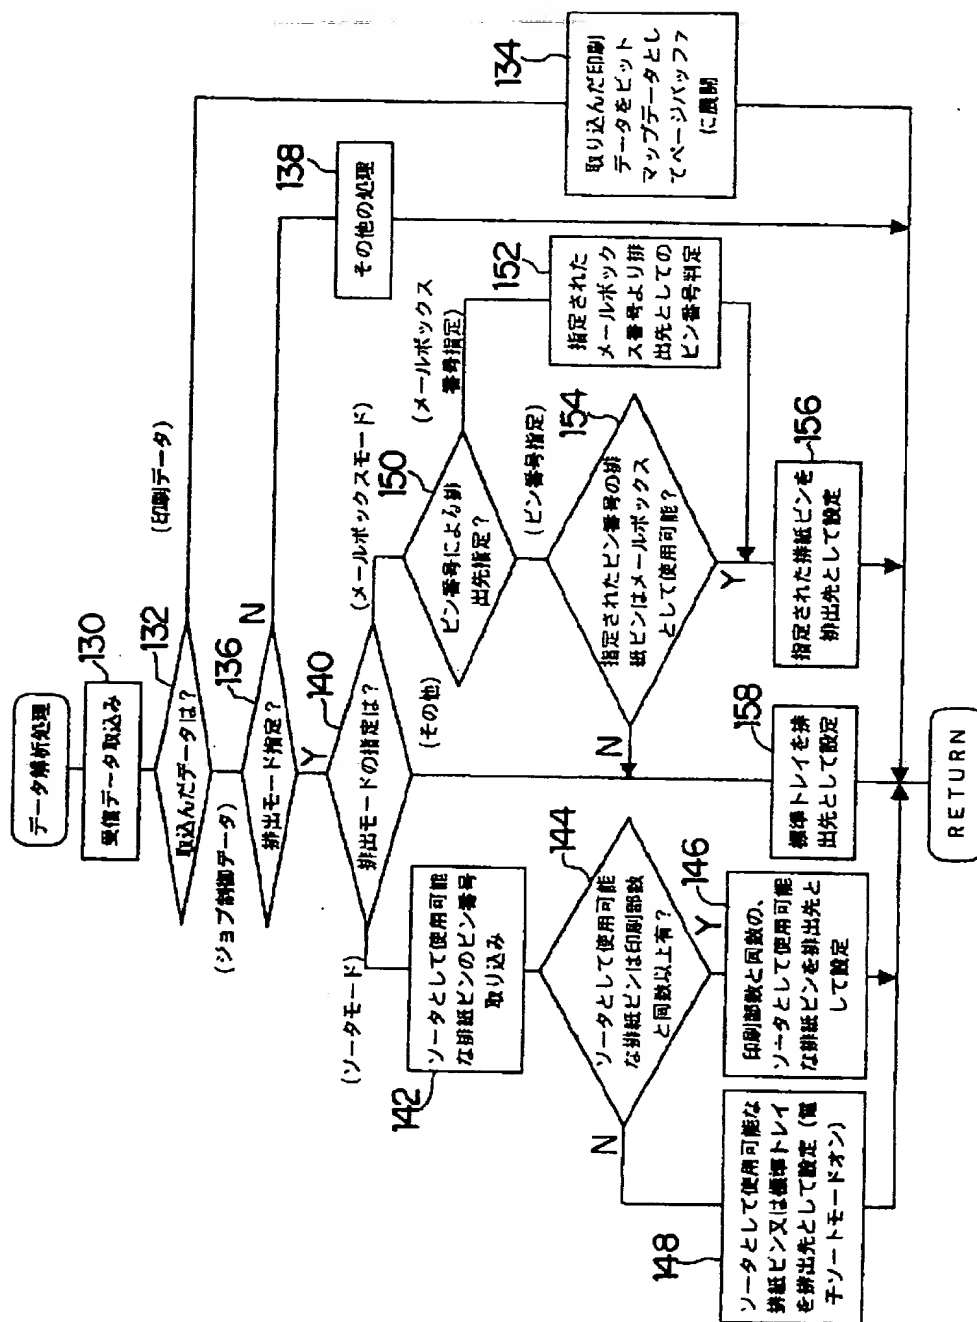 データ解析処理
130
受信データ取込み
132
取込んだデータは？
(印刷データ)
(ジョブ制御データ)
134
取り込んだ印刷
データをビット
マップデータとし
てページバッファ
に展開
136
排出モード指定？
N
Y
138
その他の処理
140
排出モードの指定は？
(ソータモード)
(メールボックスモード)
(その他)
142
ソータとして使用可能
な排紙ビンのビン番号
取り込み
144
ソータとして使用可能
な排紙ビンは印刷部数
と同数以上有？
N
Y
146
印刷部数と同数の、
ソータとして使用可能
な排紙ビンを排出先と
して設定
148
ソータとして使用可能な
排紙ビン又は標準トレイ
を排出先として設定（電
子ソートモードオン）
150
ビン番号による排
出先指定？
(メールボックス
番号指定)
(ビン番号指定)
152
指定された
メールボック
ス番号より排
出先としての
ビン番号判定
154
指定されたビン番号の排
紙ビンはメールボックス
として使用可能？
N
Y
156
指定された排紙ビンを
排出先として設定
158
標準トレイを排
出先として設定
RETURN